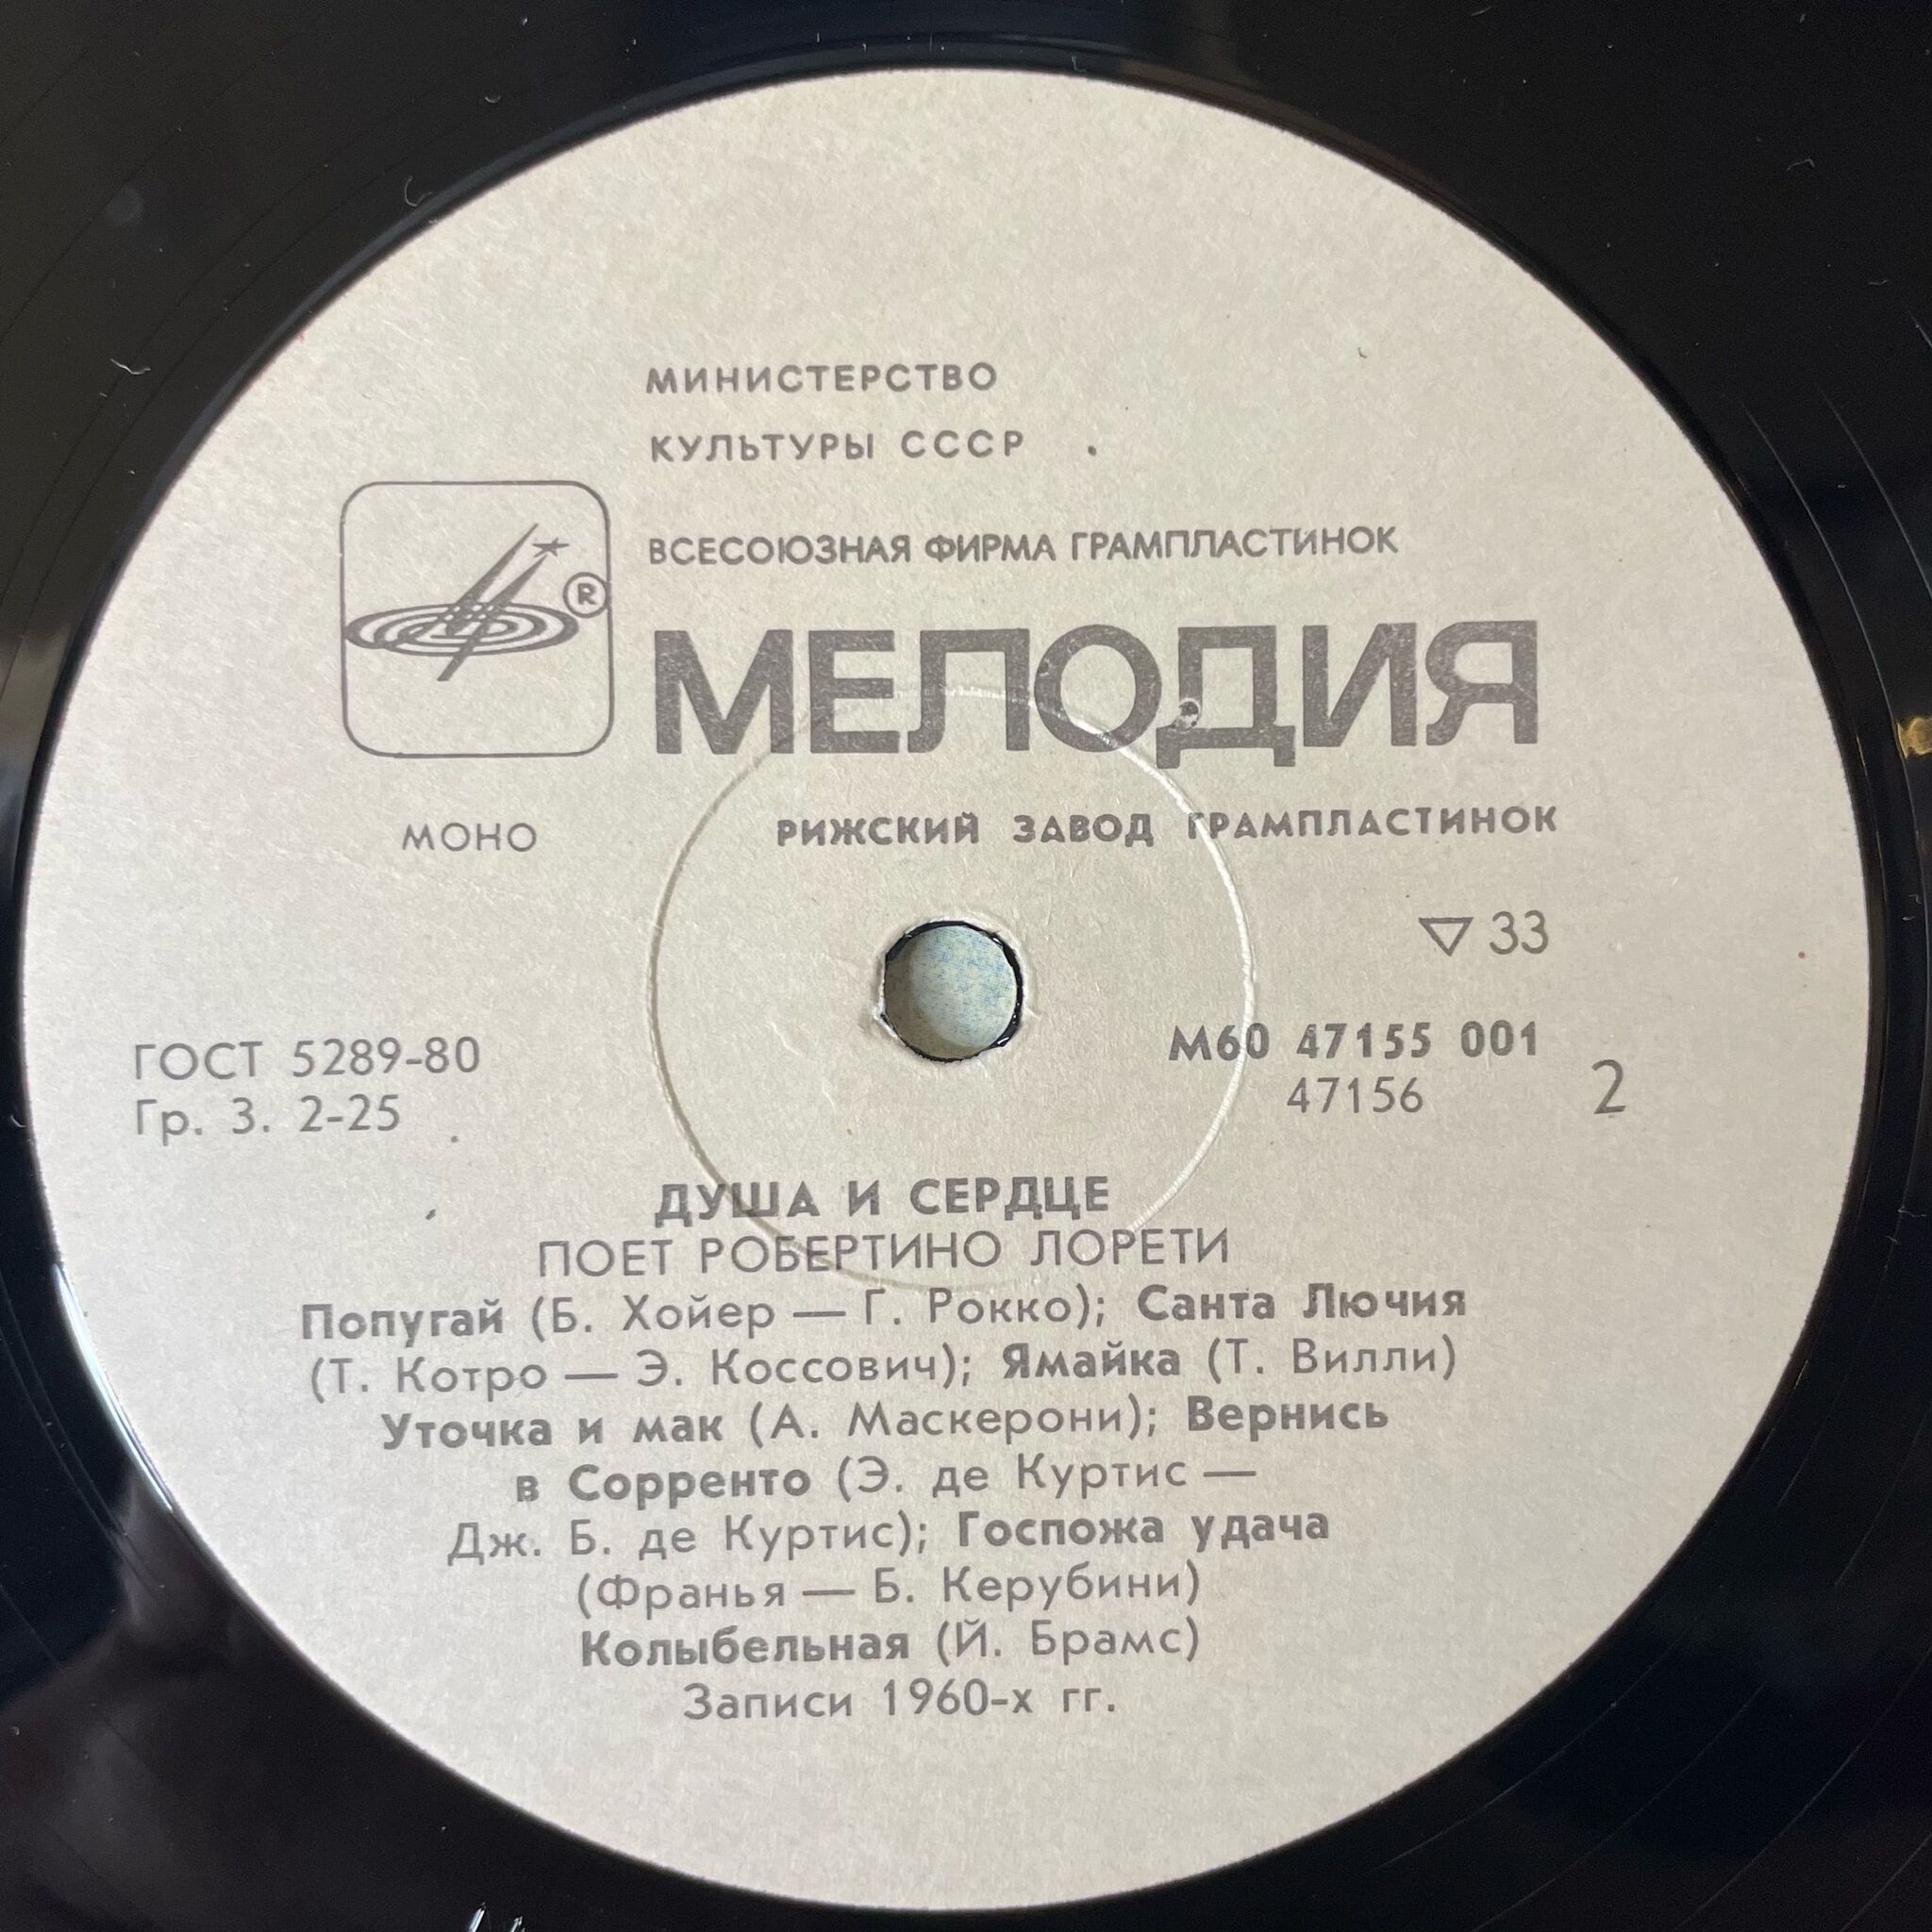 МИНИСТЕРСТВО
КУЛЬТУРЫ СССР
ВСЕСОЮЗНАЯ ФИРМА ГРАМПЛАСТИНОК
®
МЕЛОДИЯ
МОНО
РИЖСКИЙ ЗАВОД ГРАМПЛАСТИНОК
▽ 33
ГОСТ 5289-80
Гр. 3. 2-25
М60 47155 001
47156
2
ДУША И СЕРДЦЕ
ПОЕТ РОБЕРТИНО ЛОРЕТИ
Попугай (Б. Хойер — Г. Рокко); Санта Лючия
(Т. Котро — Э. Коссович); Ямайка (Т. Вилли)
Уточка и мак (А. Маскерони); Вернись
в Сорренто (Э. де Куртис —
Дж. Б. де Куртис); Госпожа удача
(Франья — Б. Керубини)
Колыбельная (Й. Брамс)
Записи 1960-х гг.